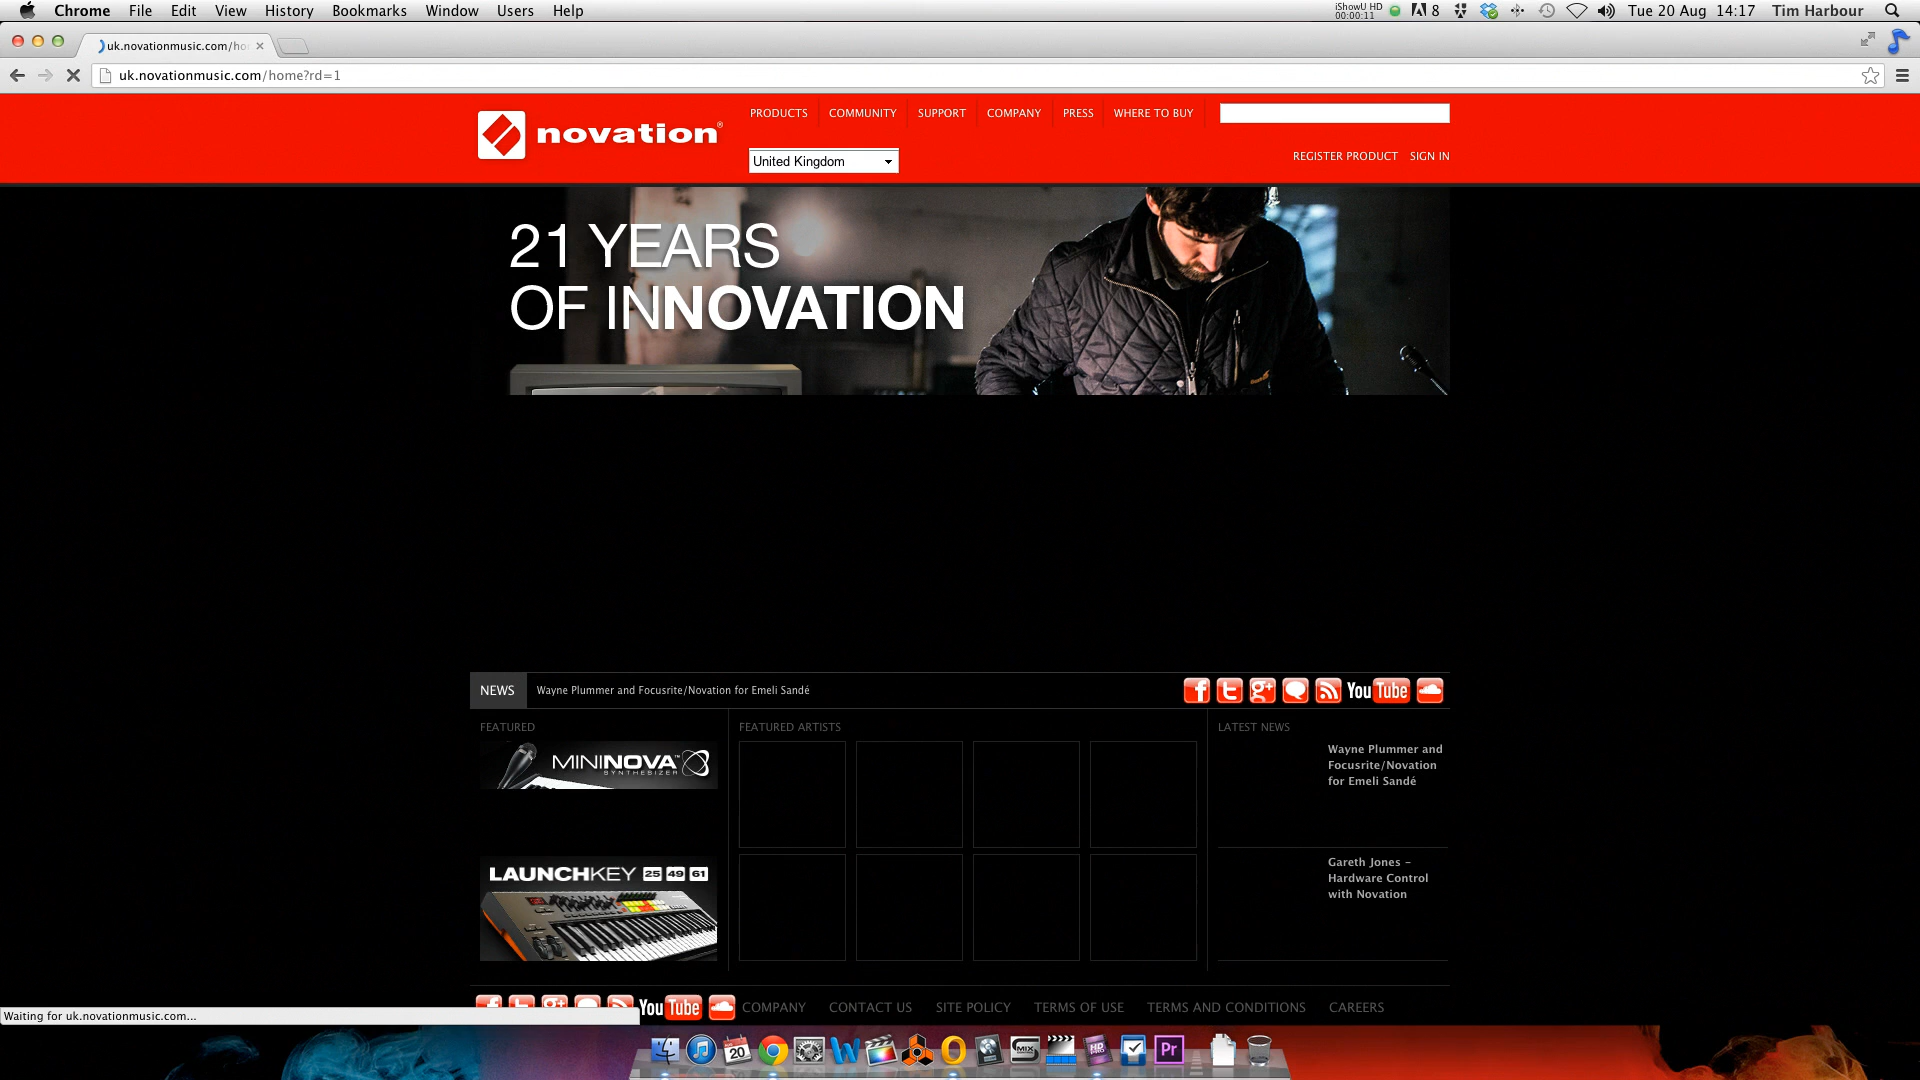 Chrome File Edit View History Bookmarks Window Users Help
iShowU HD
00:00:11
8
Tue 20 Aug 14:17 Tim Harbour
uk.novationmusic.com/ho
uk.novationmusic.com/home?rd=1
novation®
PRODUCTS COMMUNITY SUPPORT COMPANY PRESS WHERE TO BUY
United Kingdom
REGISTER PRODUCT SIGN IN
21 YEARS
OF INNOVATION
NEWS Wayne Plummer and Focusrite/Novation for Emeli Sandé
You Tube
FEATURED
MININOVA™
SYNTHESIZER
LAUNCHKEY 25 49 61
FEATURED ARTISTS
LATEST NEWS
Wayne Plummer and
Focusrite/Novation
for Emeli Sandé
Gareth Jones –
Hardware Control
with Novation
You Tube
COMPANY CONTACT US SITE POLICY TERMS OF USE TERMS AND CONDITIONS CAREERS
Waiting for uk.novationmusic.com...
20
Pr